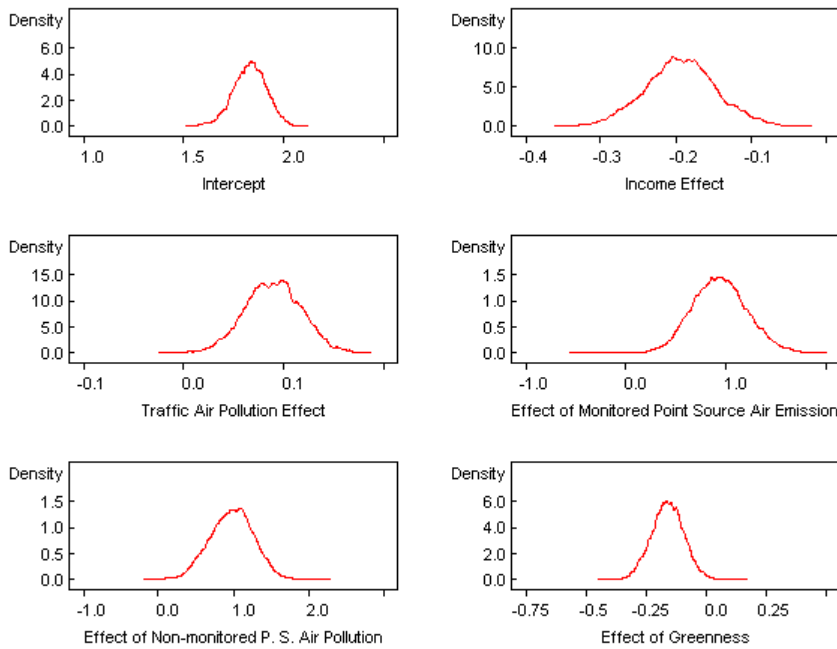 Density
6.0
4.0
2.0
0.0
1.0 1.5 2.0
Intercept
Density
10.0
5.0
0.0
-0.4 -0.3 -0.2 -0.1
Income Effect
Density
15.0
10.0
5.0
0.0
-0.1 0.0 0.1
Traffic Air Pollution Effect
Density
1.5
1.0
0.5
0.0
-1.0 0.0 1.0
Effect of Monitored Point Source Air Emission
Density
1.5
1.0
0.5
0.0
-1.0 0.0 1.0 2.0
Effect of Non-monitored P. S. Air Pollution
Density
6.0
4.0
2.0
0.0
-0.75 -0.5 -0.25 0.0 0.25
Effect of Greenness